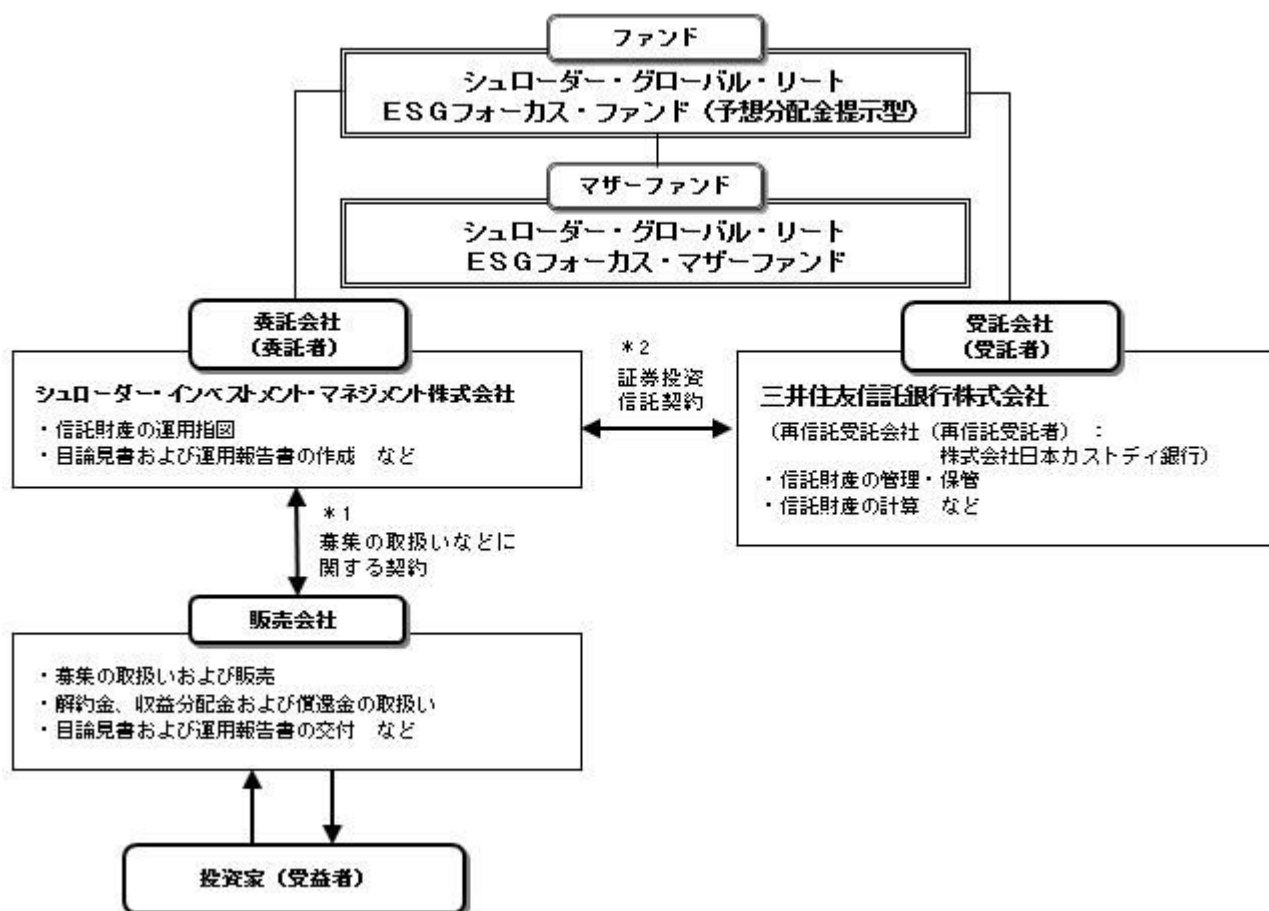 ファンド
シュローダー・グローバル・リート
ESGフォーカス・ファンド(予想分配金提示型)
マザーファンド
シュローダー・グローバル・リート
ESGフォーカス・マザーファンド
委託会社
(委託者)
シュローダー・インベストメント・マネジメント株式会社
・信託財産の運用指図
・目論見書および運用報告書の作成 など
*2
証券投資
信託契約
受託会社
(受託者)
三井住友信託銀行株式会社
(再信託受託会社(再信託受託者) :
株式会社日本カストディ銀行)
・信託財産の管理・保管
・信託財産の計算 など
*1
募集の取扱いなどに
関する契約
販売会社
・募集の取扱いおよび販売
・解約金、収益分配金および償還金の取扱い
・目論見書および運用報告書の交付 など
投資家(受益者)